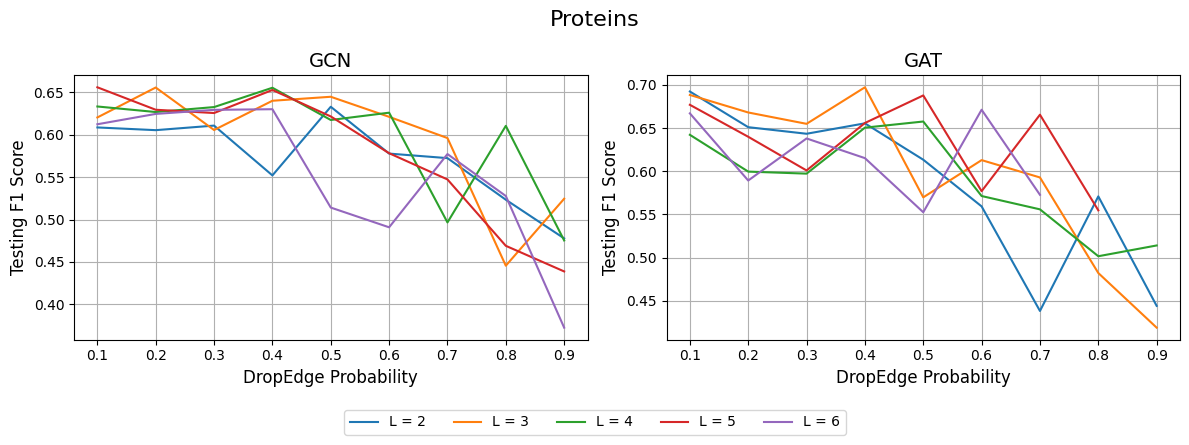 Proteins
GCN
Testing F1 Score
0.65
0.60
0.55
0.50
0.45
0.40
0.1 0.2 0.3 0.4 0.5 0.6 0.7 0.8 0.9
DropEdge Probability
GAT
Testing F1 Score
0.70
0.65
0.60
0.55
0.50
0.45
0.1 0.2 0.3 0.4 0.5 0.6 0.7 0.8 0.9
DropEdge Probability
L = 2 L = 3 L = 4 L = 5 L = 6